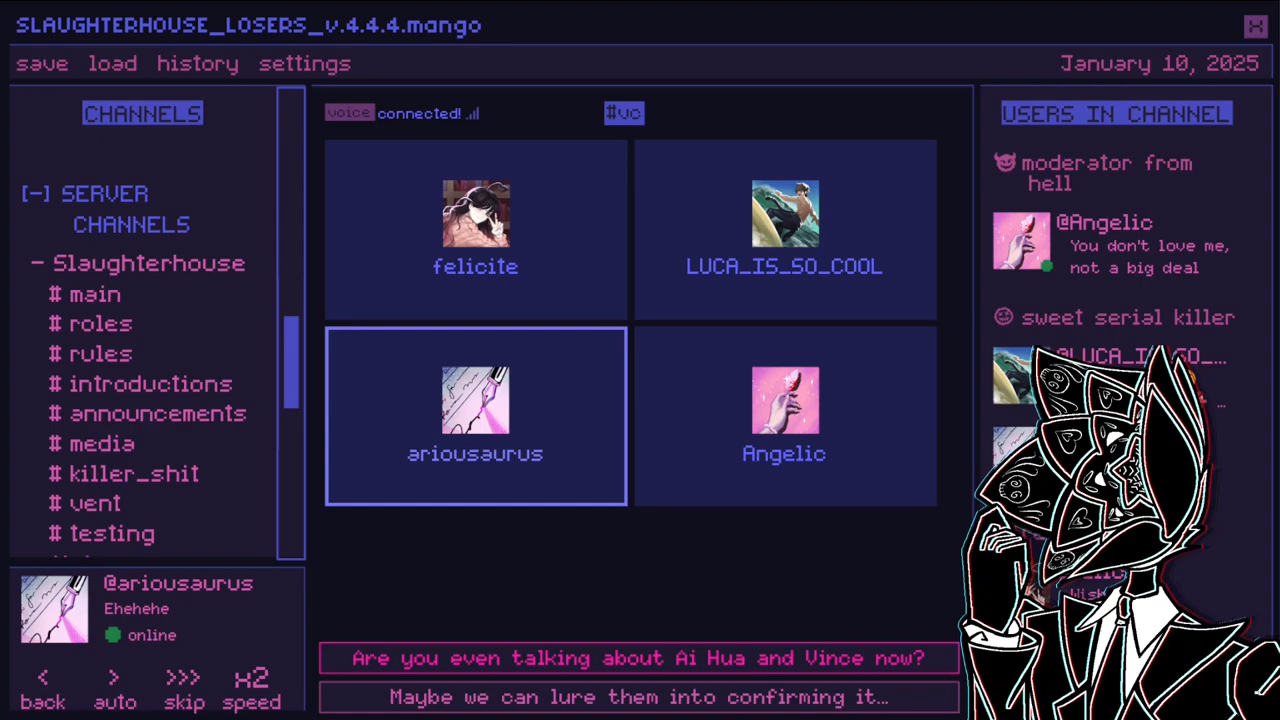 SLAUGHTERHOUSE_LOSERS_v.4.4.4.mango
X
save load history settings
January 10, 2025
CHANNELS
[-] SERVER
CHANNELS
- Slaughterhouse
# main
# roles
# rules
# introductions
# announcements
# media
# killer_shit
# vent
# testing
@ariousaurus
Ehehehe
online
< > >>> x2
back auto skip speed
voice connected!
#vc
felicite
LUCA_IS_SO_COOL
ariousaurus
Angelic
Are you even talking about Ai Hua and Vince now?
Maybe we can lure them into confirming it…
USERS IN CHANNEL
moderator from
hell
@Angelic
You don't love me,
not a big deal
sweet serial killer
@LUCA_IS_SO_...
...
Wish